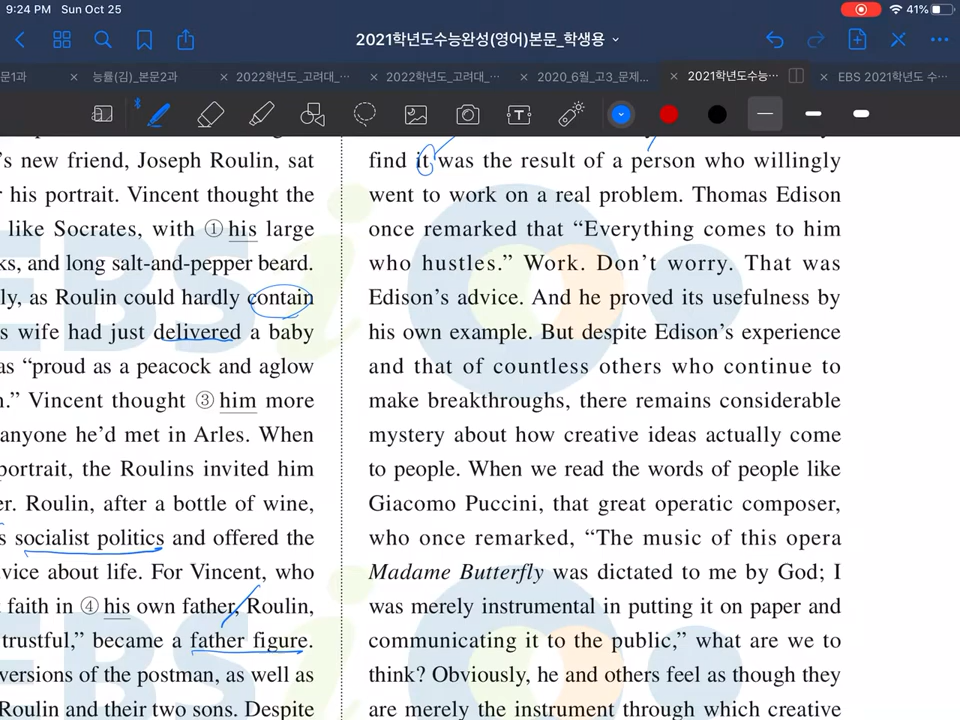 9:24 PM Sun Oct 25
41%
2021학년도수능완성(영어)본문_학생용
문1과
능률(김)_본문2과
2022학년도_고려대_…
2022학년도_고려대_…
2020_6월_고3_문제…
2021학년도수능…
EBS 2021학년도 수…
's new friend, Joseph Roulin, sat
his portrait. Vincent thought the
like Socrates, with ① his large
ks, and long salt-and-pepper beard.
ly, as Roulin could hardly contain
s wife had just delivered a baby
as “proud as a peacock and aglow
n.” Vincent thought ③ him more
anyone he’d met in Arles. When
portrait, the Roulins invited him
er. Roulin, after a bottle of wine,
s socialist politics and offered the
vice about life. For Vincent, who
faith in ④ his own father, Roulin,
trustful,” became a father figure.
versions of the postman, as well as
Roulin and their two sons. Despite
find it was the result of a person who willingly
went to work on a real problem. Thomas Edison
once remarked that “Everything comes to him
who hustles.” Work. Don’t worry. That was
Edison’s advice. And he proved its usefulness by
his own example. But despite Edison’s experience
and that of countless others who continue to
make breakthroughs, there remains considerable
mystery about how creative ideas actually come
to people. When we read the words of people like
Giacomo Puccini, that great operatic composer,
who once remarked, “The music of this opera
Madame Butterfly was dictated to me by God; I
was merely instrumental in putting it on paper and
communicating it to the public,” what are we to
think? Obviously, he and others feel as though they
are merely the instrument through which creative